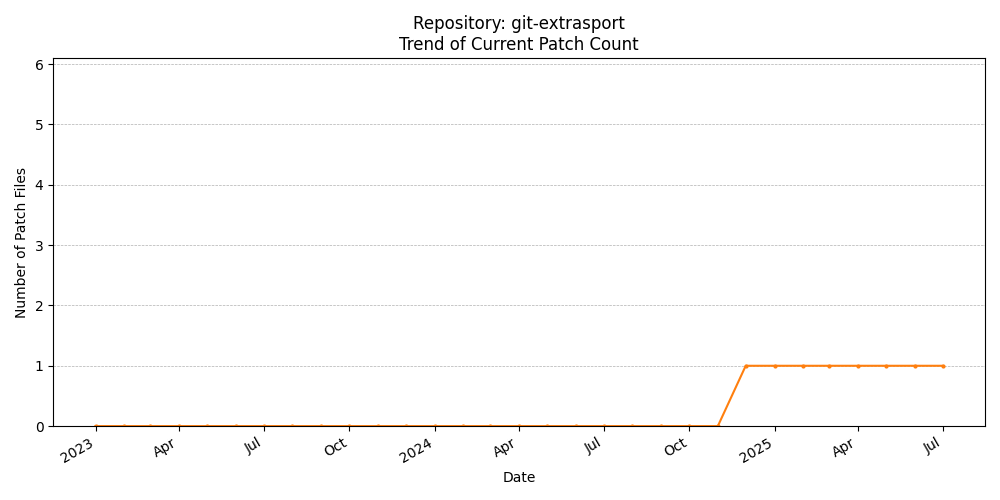 Repository: git-extrasport
Trend of Current Patch Count
Number of Patch Files
6
5
4
3
2
1
0
2023 Apr Jul Oct 2024 Apr Jul Oct 2025 Apr Jul
Date